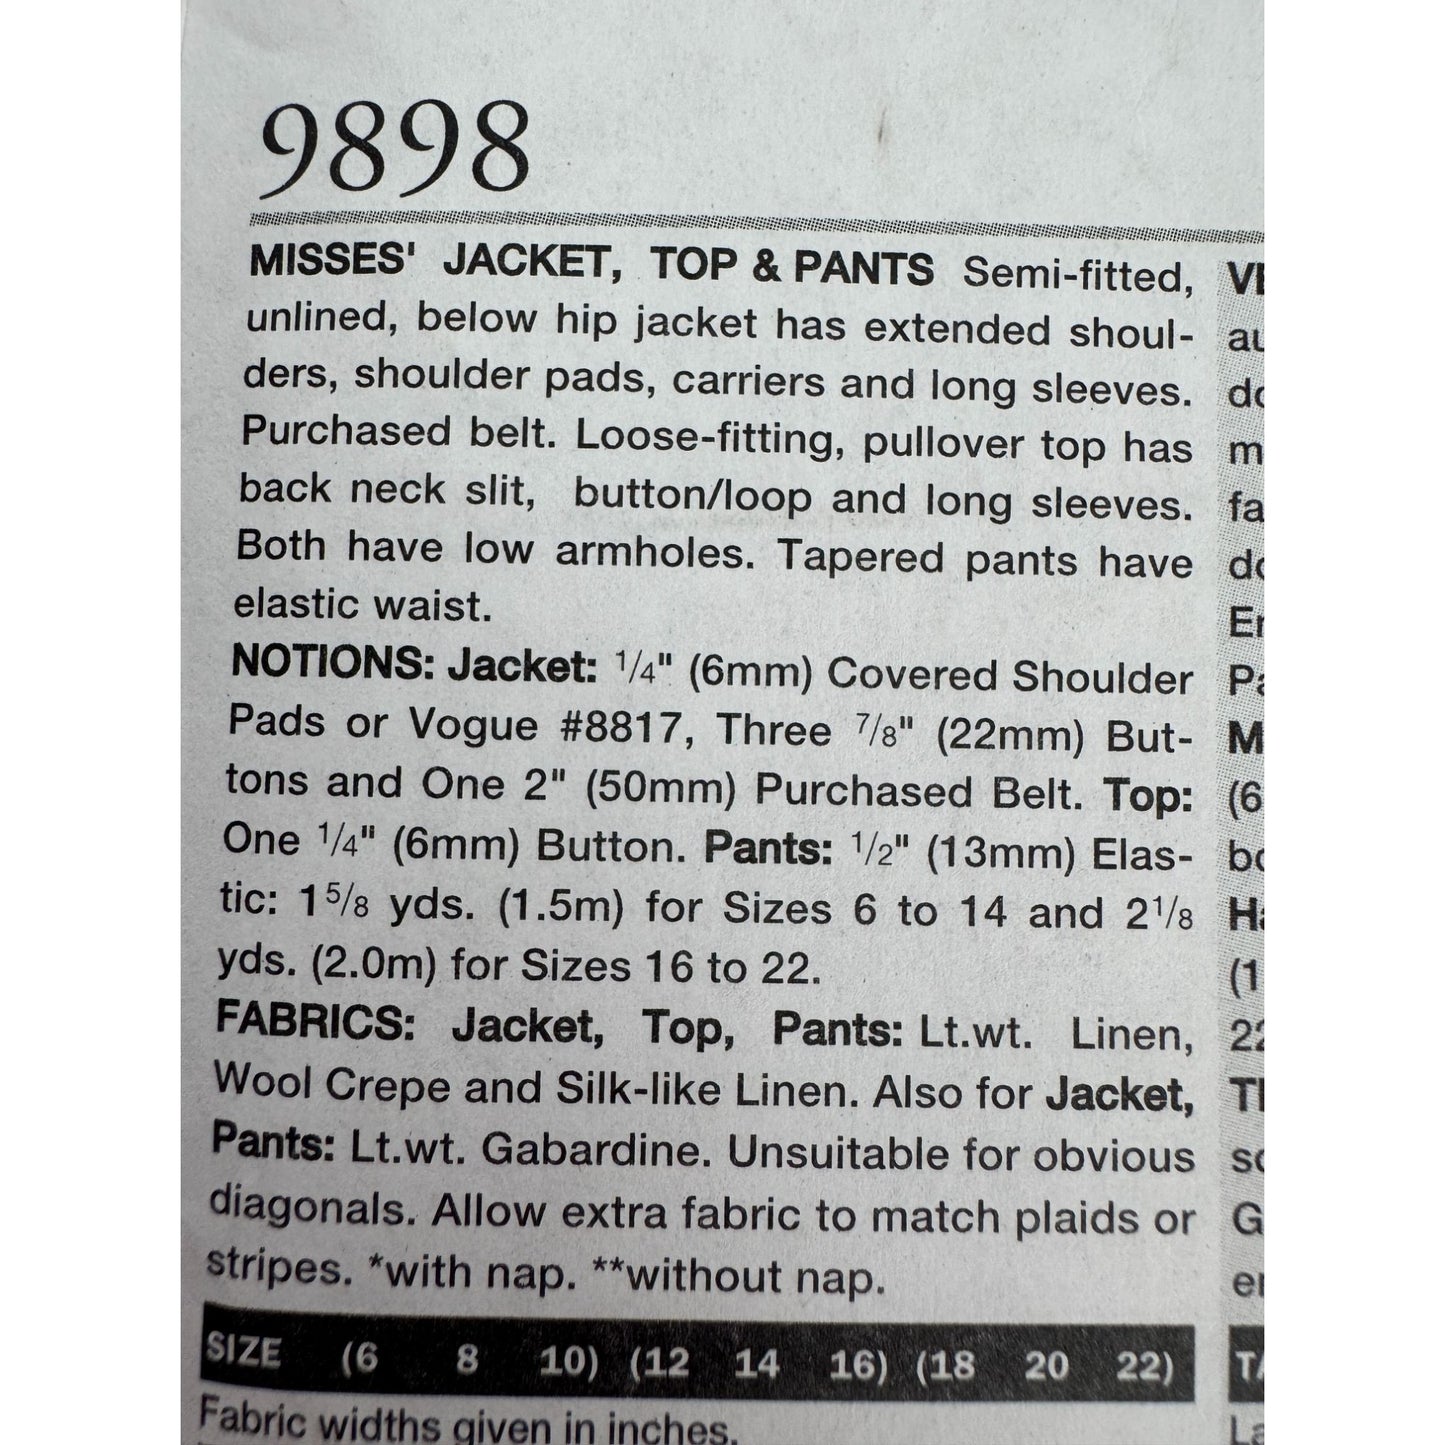 9898
MISSES' JACKET, TOP & PANTS Semi-fitted,
unlined, below hip jacket has extended shoul-
ders, shoulder pads, carriers and long sleeves.
Purchased belt. Loose-fitting, pullover top has
back neck slit, button/loop and long sleeves.
Both have low armholes. Tapered pants have
elastic waist.
NOTIONS: Jacket: 1/4" (6mm) Covered Shoulder
Pads or Vogue #8817, Three 7/8" (22mm) But-
tons and One 2" (50mm) Purchased Belt. Top:
One 1/4" (6mm) Button. Pants: 1/2" (13mm) Elas-
tic: 1 5/8 yds. (1.5m) for Sizes 6 to 14 and 2 1/8
yds. (2.0m) for Sizes 16 to 22.
FABRICS: Jacket, Top, Pants: Lt.wt. Linen,
Wool Crepe and Silk-like Linen. Also for Jacket,
Pants: Lt.wt. Gabardine. Unsuitable for obvious
diagonals. Allow extra fabric to match plaids or
stripes. *with nap. **without nap.
SIZE (6 8 10) (12 14 16) (18 20 22)
Fabric widths given in inches.